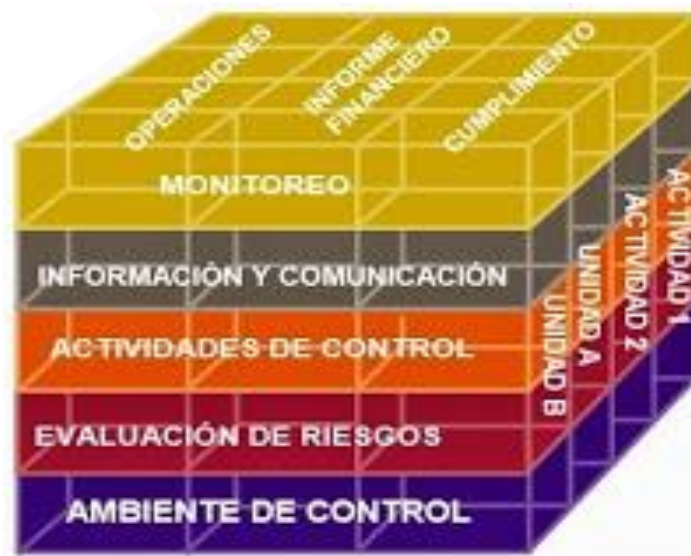 OPERACIONES
INFORME
FINANCIERO
CUMPLIMIENTO
MONITOREO
INFORMACIÓN Y COMUNICACIÓN
ACTIVIDADES DE CONTROL
EVALUACIÓN DE RIESGOS
AMBIENTE DE CONTROL
UNIDAD B
UNIDAD A
ACTIVIDAD 2
ACTIVIDAD 1